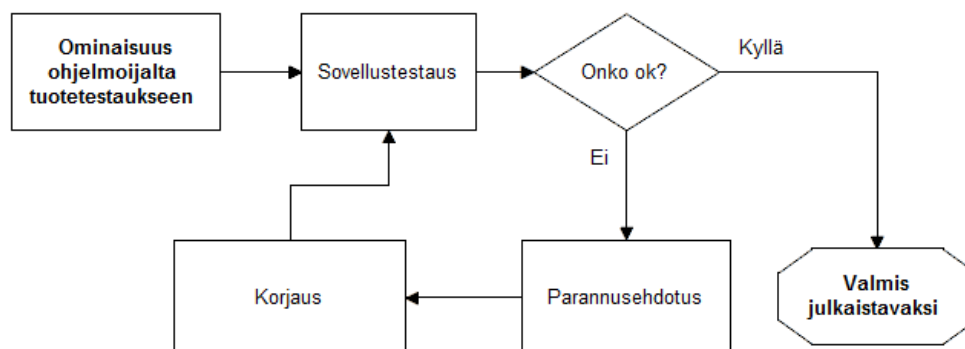 Ominaisuus
ohjelmoijalta
tuotetestaukseen
Sovellustestaus
Onko ok?
Kyllä
Ei
Korjaus
Parannusehdotus
Valmis
julkaistavaksi